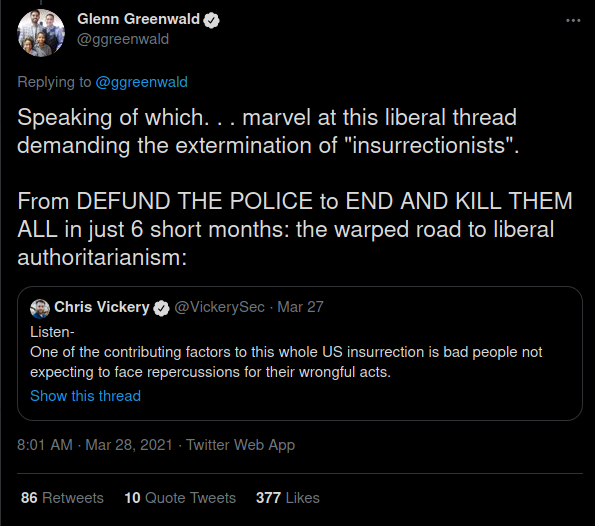 Glenn Greenwald
@ggreenwald
Replying to @ggreenwald
Speaking of which. . . marvel at this liberal thread
demanding the extermination of "insurrectionists".
From DEFUND THE POLICE to END AND KILL THEM
ALL in just 6 short months: the warped road to liberal
authoritarianism:
Chris Vickery @VickerySec · Mar 27
Listen-
One of the contributing factors to this whole US insurrection is bad people not
expecting to face repercussions for their wrongful acts.
Show this thread
8:01 AM · Mar 28, 2021 · Twitter Web App
86 Retweets 10 Quote Tweets 377 Likes